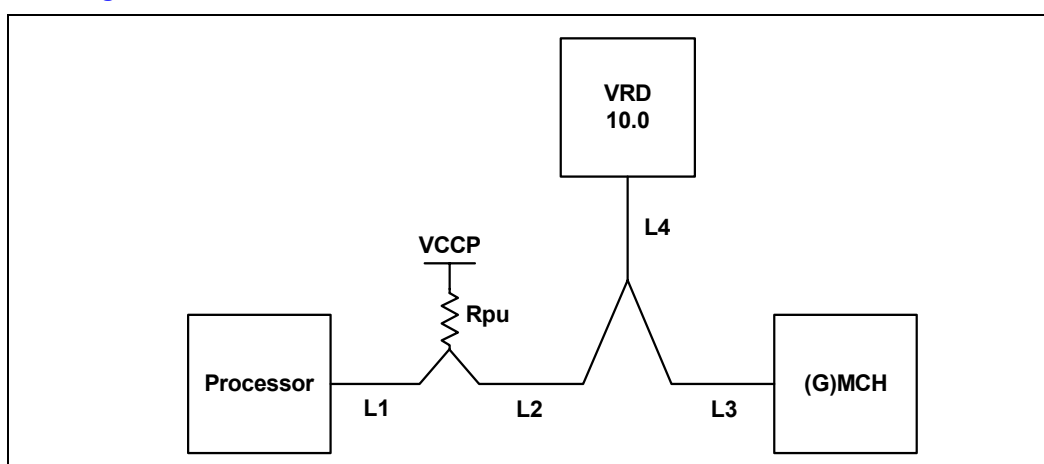 VRD
10.0
L4
VCCP
Rpu
Processor
(G)MCH
L1
L2
L3